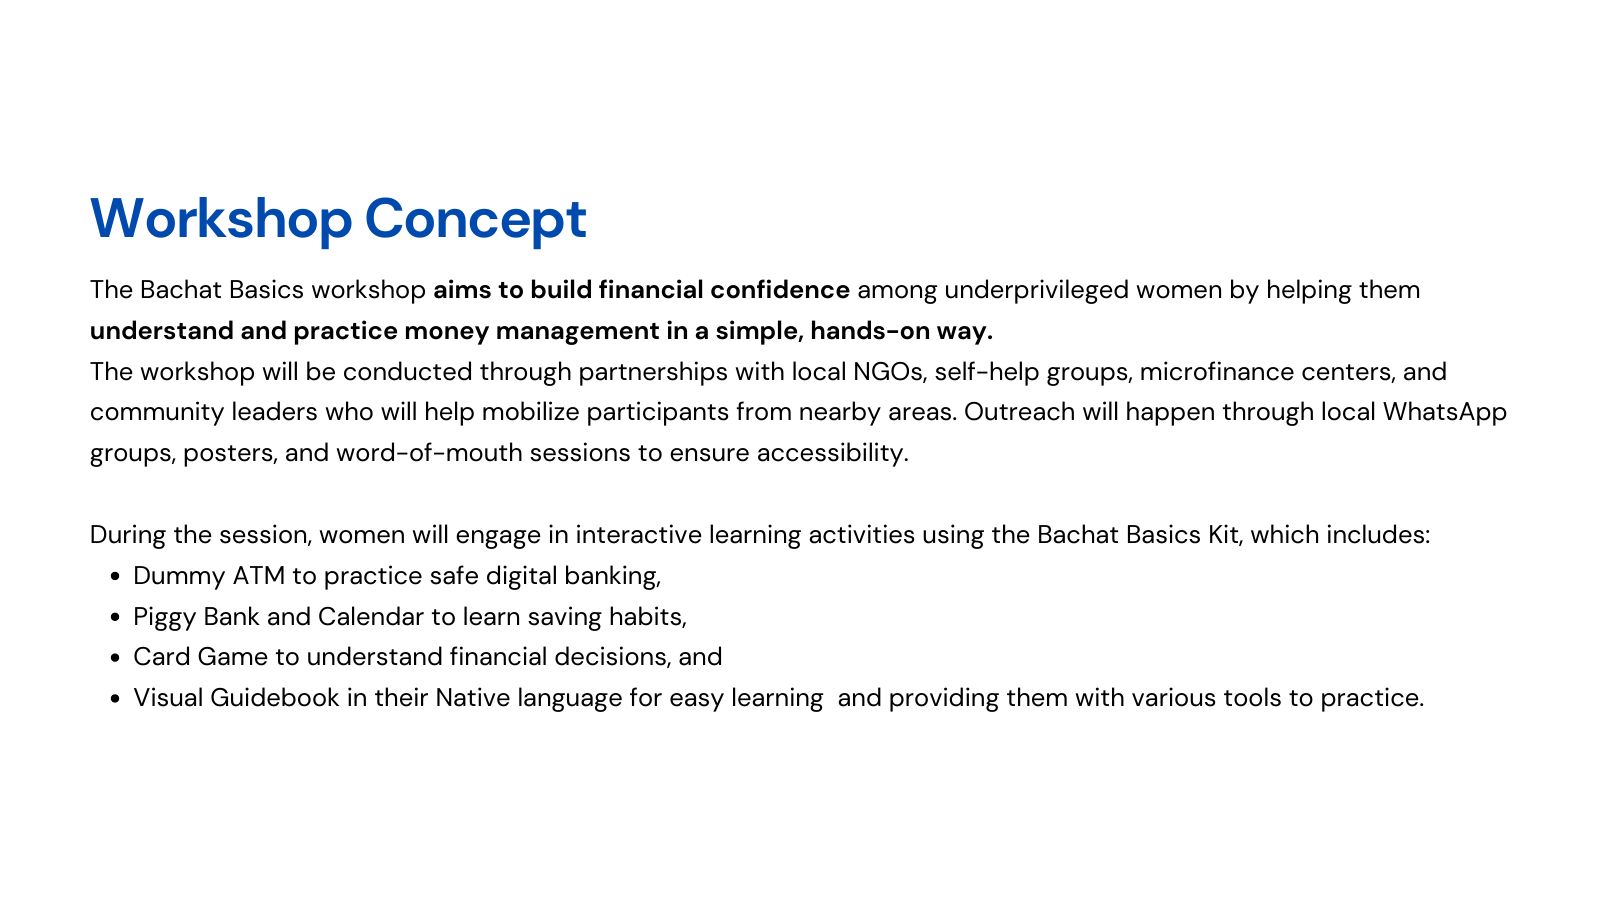 Workshop Concept
The Bachat Basics workshop aims to build financial confidence among underprivileged women by helping them
understand and practice money management in a simple, hands-on way.
The workshop will be conducted through partnerships with local NGOs, self-help groups, microfinance centers, and
community leaders who will help mobilize participants from nearby areas. Outreach will happen through local WhatsApp
groups, posters, and word-of-mouth sessions to ensure accessibility.
During the session, women will engage in interactive learning activities using the Bachat Basics Kit, which includes:
• Dummy ATM to practice safe digital banking,
• Piggy Bank and Calendar to learn saving habits,
• Card Game to understand financial decisions, and
• Visual Guidebook in their Native language for easy learning  and providing them with various tools to practice.